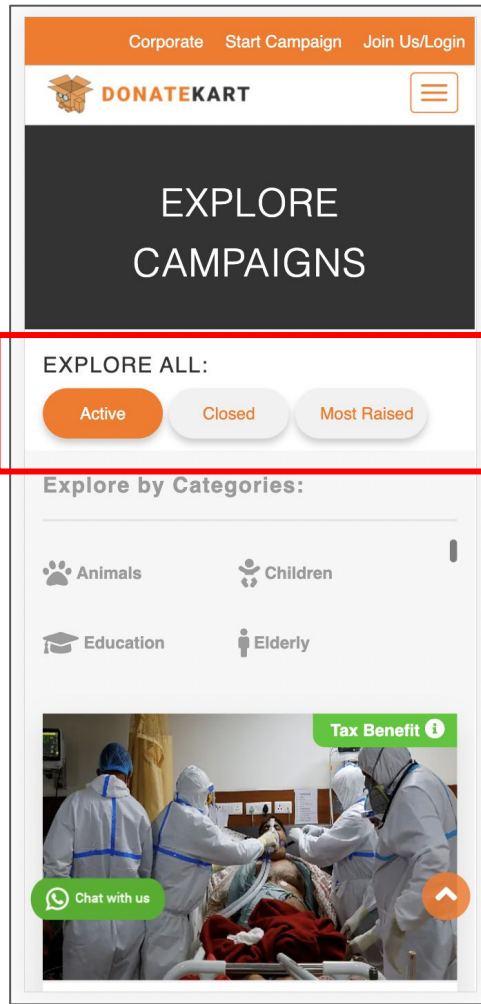 Corporate Start Campaign Join Us/Login
DONATEKART
EXPLORE
CAMPAIGNS
EXPLORE ALL:
Active Closed Most Raised
Explore by Categories:
Animals Children
Education Elderly
Tax Benefit
Chat with us